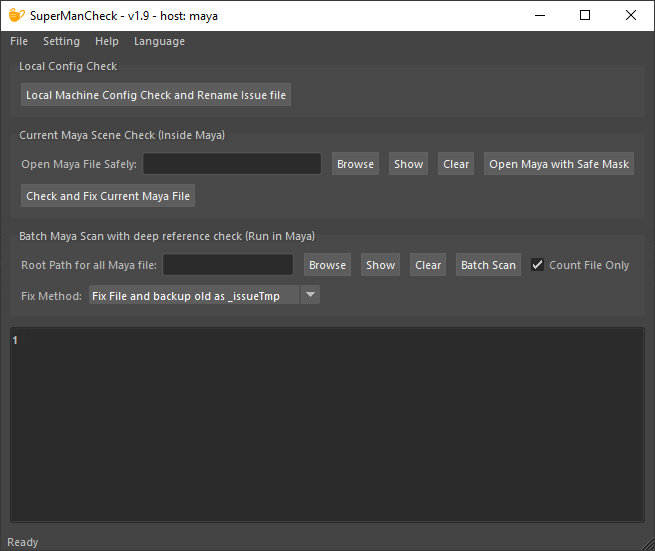 SuperManCheck - v1.9 - host: maya
File Setting Help Language
Local Config Check
Local Machine Config Check and Rename Issue file
Current Maya Scene Check (Inside Maya)
Open Maya File Safely: Browse Show Clear Open Maya with Safe Mask
Check and Fix Current Maya File
Batch Maya Scan with deep reference check (Run in Maya)
Root Path for all Maya file: Browse Show Clear Batch Scan Count File Only
Fix Method: Fix File and backup old as _issueTmp
1
Ready